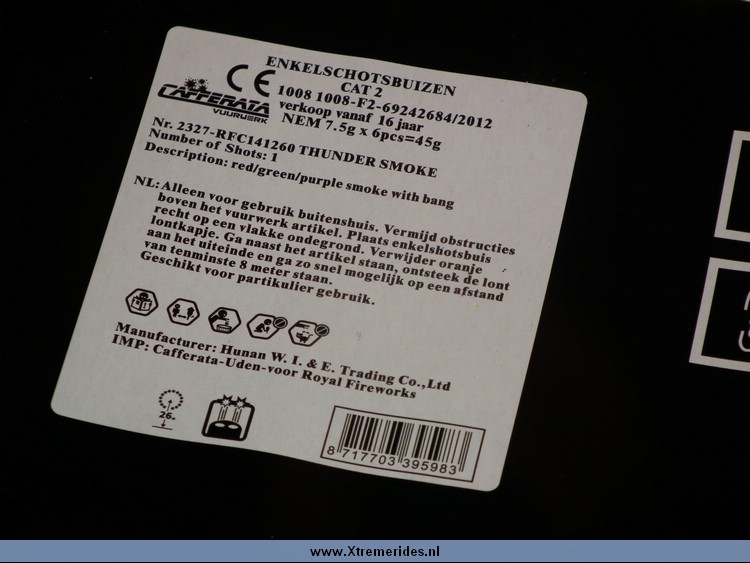 ENKELSCHOTSBUIZEN
CAT 2
CE
1008 1008-F2-69242684/2012
CAFFERATA
VUURWERK
verkoop vanaf 16 jaar
NEM 7.5g x 6pcs=45g
Nr. 2327-RFC141260 THUNDER SMOKE
Number of Shots: 1
Description: red/green/purple smoke with bang
NL: Alleen voor gebruik buitenshuis. Vermijd obstructies
boven het vuurwerk artikel. Plaats enkelshotsbuis
recht op een vlakke ondegrond. Verwijder oranje
lontkapje. Ga naast het artikel staan, ontsteek de lont
aan het uiteinde en ga zo snel mogelijk op een afstand
van tenminste 8 meter staan.
Geschikt voor partikulier gebruik.
Manufacturer: Hunan W. I. & E. Trading Co.,Ltd
IMP: Cafferata-Uden-voor Royal Fireworks
26.
8 717703 395983
www.Xtremerides.nl